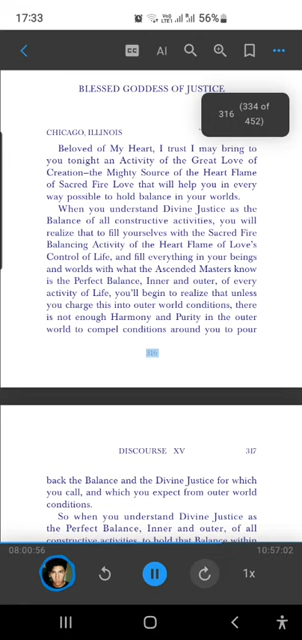 17:33
56%
CC
AI
BLESSED GODDESS OF JUSTICE
316 (334 of
452)
CHICAGO, ILLINOIS
Beloved of My Heart, I trust I may bring to
you tonight an Activity of the Great Love of
Creation—the Mighty Source of the Heart Flame
of Sacred Fire Love that will help you in every
way possible to hold balance in your worlds.
When you understand Divine Justice as the
Balance of all constructive activities, you will
realize that to fill yourselves with the Sacred Fire
Balancing Activity of the Heart Flame of Love's
Control of Life, and fill everything in your beings
and worlds with what the Ascended Masters know
is the Perfect Balance, Inner and outer, of every
activity of Life, you'll begin to realize that unless
you charge this into outer world conditions, there
is not enough Harmony and Purity in the outer
world to compel conditions around you to pour
316
DISCOURSE XV 317
back the Balance and the Divine Justice for which
you call, and which you expect from outer world
conditions.
So when you understand Divine Justice as
the Perfect Balance, Inner and outer, of all
constructive activities, to hold that Balance within
08:00:56
10:57:02
1x